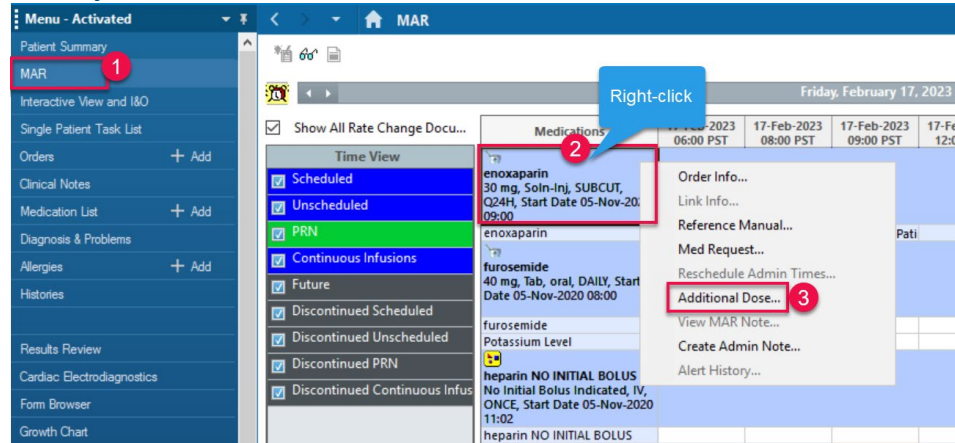 Menu - Activated
MAR
Patient Summary
MAR
1
Interactive View and I&O
Single Patient Task List
Orders + Add
Clinical Notes
Medication List + Add
Diagnosis & Problems
Allergies + Add
Histories
Results Review
Cardiac Electrodiagnostics
Form Browser
Growth Chart
Right-click
Friday, February 17, 2023
Show All Rate Change Docu...
Time View
Scheduled
Unscheduled
PRN
Continuous Infusions
Future
Discontinued Scheduled
Discontinued Unscheduled
Discontinued PRN
Discontinued Continuous Infus
Medications
17-Feb-2023
06:00 PST
17-Feb-2023
08:00 PST
17-Feb-2023
09:00 PST
17-Fe
12:0
2
enoxaparin
30 mg, Soln-Inj, SUBCUT,
Q24H, Start Date 05-Nov-202
09:00
enoxaparin
Pati
furosemide
40 mg, Tab, oral, DAILY, Start
Date 05-Nov-2020 08:00
furosemide
Potassium Level
heparin NO INITIAL BOLUS
No Initial Bolus Indicated, IV,
ONCE, Start Date 05-Nov-2020
11:02
heparin NO INITIAL BOLUS
Order Info...
Link Info...
Reference Manual...
Med Request...
Reschedule Admin Times...
Additional Dose...
3
View MAR Note...
Create Admin Note...
Alert History...